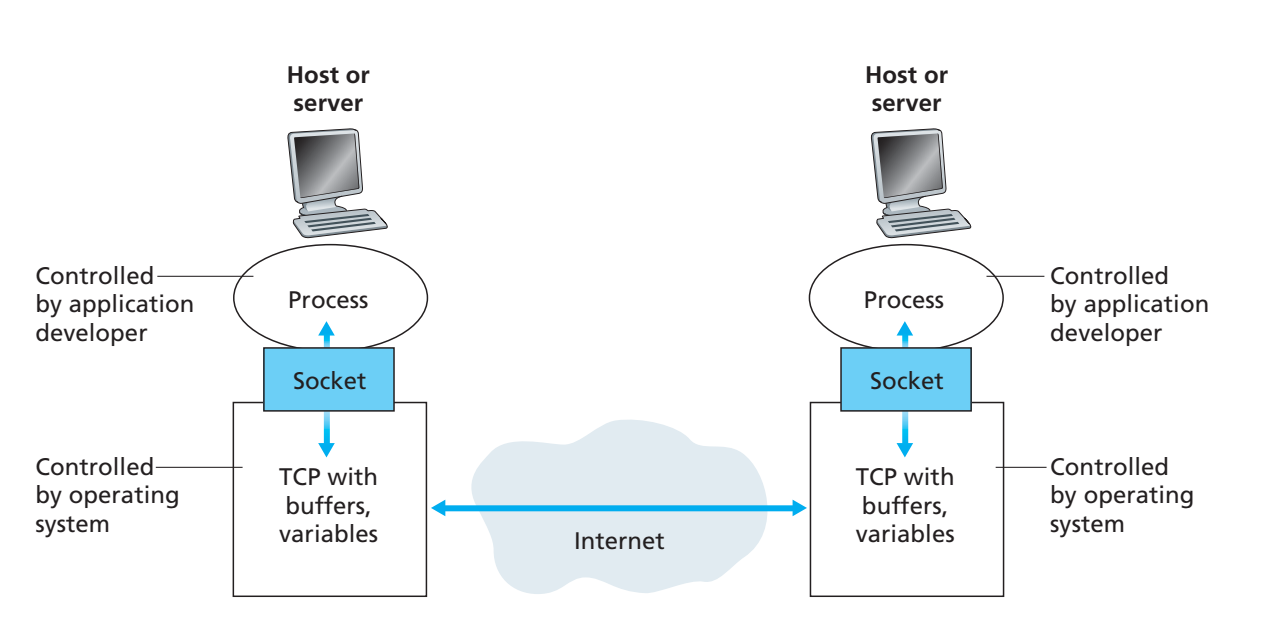 Host or
server
Host or
server
Controlled
by application
developer
Process
Process
Controlled
by application
developer
Socket
Socket
Controlled
by operating
system
TCP with
buffers,
variables
Internet
TCP with
buffers,
variables
Controlled
by operating
system